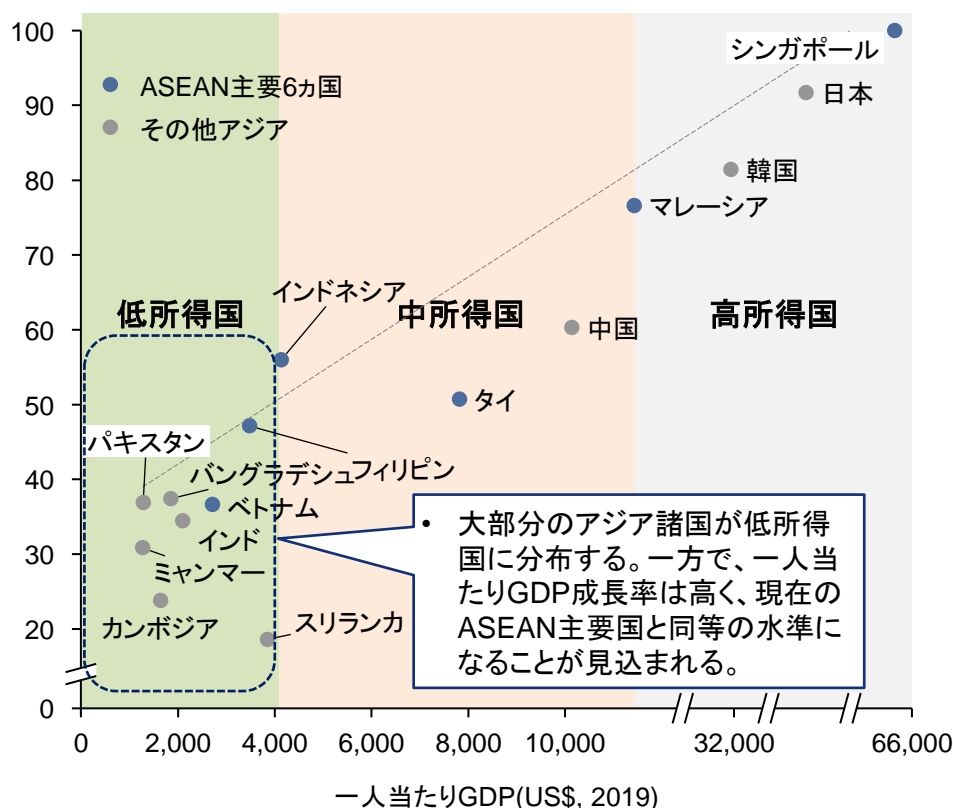 100
90
80
70
60
50
40
30
20
0
ASEAN主要6ヵ国
その他アジア
シンガポール
日本
韓国
マレーシア
インドネシア
低所得国
中所得国
高所得国
中国
タイ
パキスタン
バングラデシュ
フィリピン
ベトナム
インド
ミャンマー
カンボジア
スリランカ
• 大部分のアジア諸国が低所得
国に分布する。一方で、一人当
たりGDP成長率は高く、現在の
ASEAN主要国と同等の水準に
なることが見込まれる。
0
2,000
4,000
6,000
8,000
10,000
32,000
66,000
一人当たりGDP(US$, 2019)